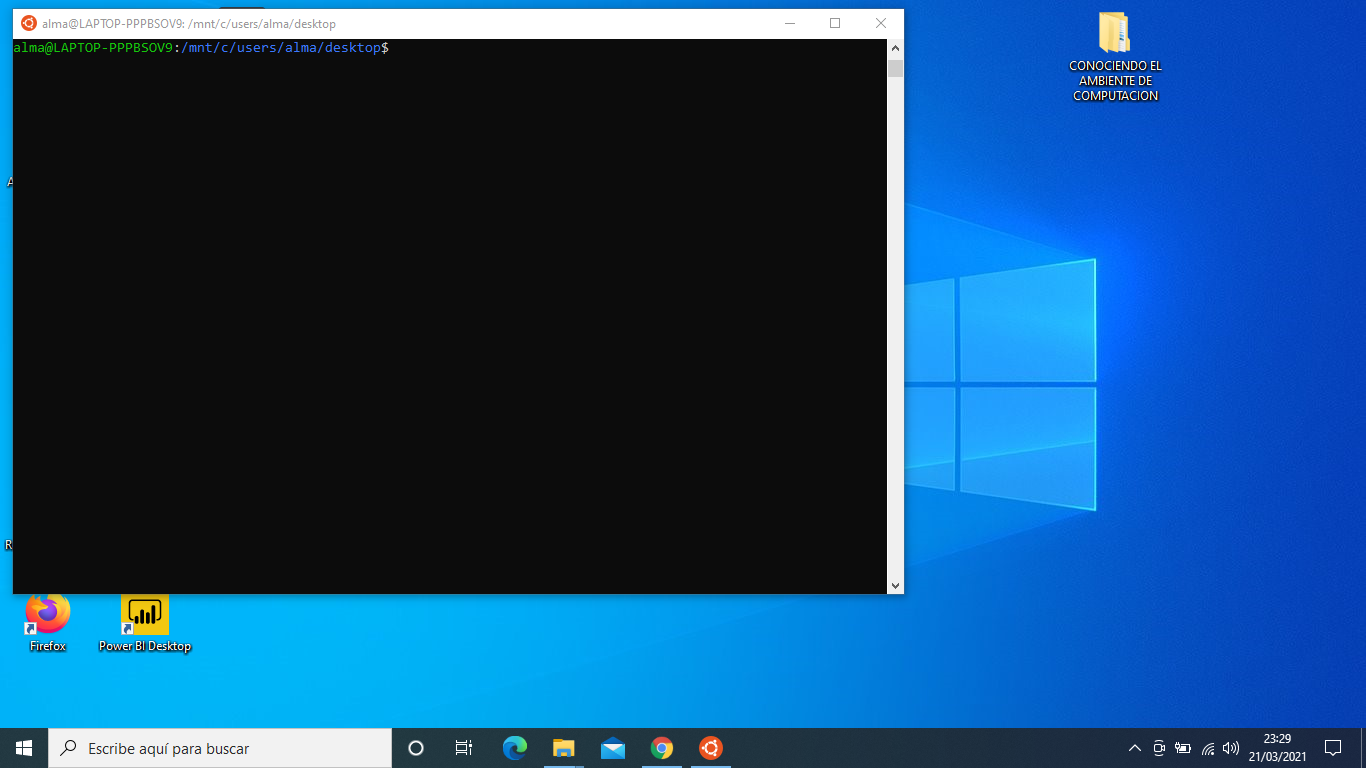 alma@LAPTOP-PPPBSOV9: /mnt/c/users/alma/desktop
alma@LAPTOP-PPPBSOV9:/mnt/c/users/alma/desktop$
CONOCIENDO EL
AMBIENTE DE
COMPUTACION
A
R
Firefox
Power BI Desktop
Escribe aquí para buscar
23:29
21/03/2021